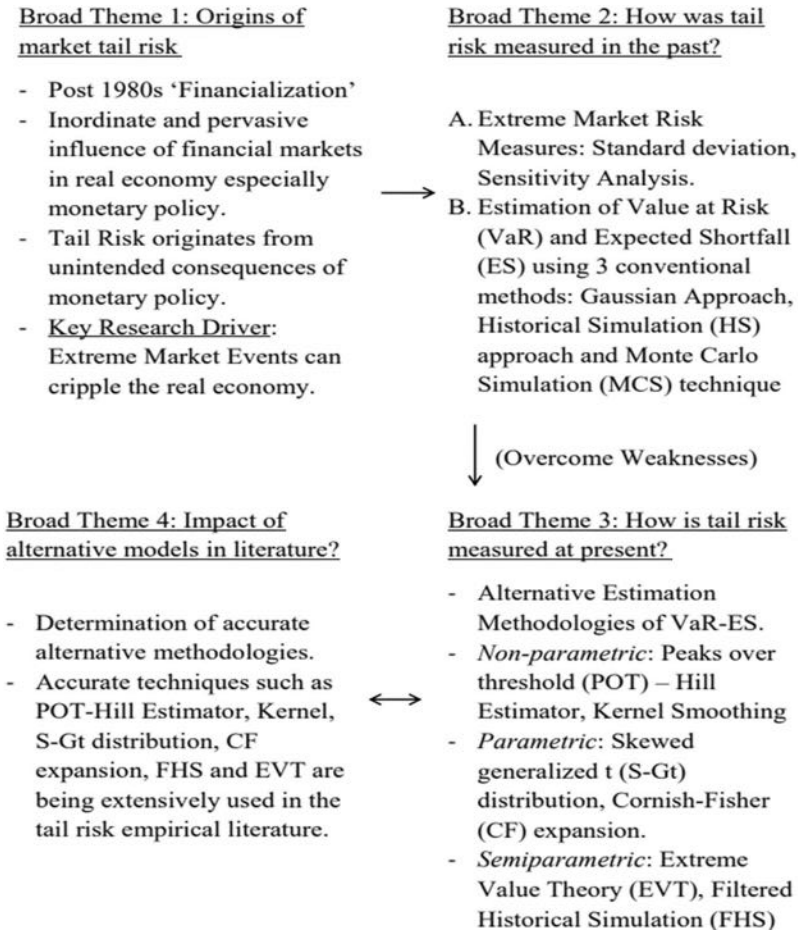 Broad Theme 1: Origins of
market tail risk
- Post 1980s ‘Financialization’
- Inordinate and pervasive
influence of financial markets
in real economy especially
monetary policy.
- Tail Risk originates from
unintended consequences of
monetary policy.
- Key Research Driver:
Extreme Market Events can
cripple the real economy.
Broad Theme 2: How was tail
risk measured in the past?
A. Extreme Market Risk
Measures: Standard deviation,
Sensitivity Analysis.
B. Estimation of Value at Risk
(VaR) and Expected Shortfall
(ES) using 3 conventional
methods: Gaussian Approach,
Historical Simulation (HS)
approach and Monte Carlo
Simulation (MCS) technique
(Overcome Weaknesses)
Broad Theme 3: How is tail risk
measured at present?
- Alternative Estimation
Methodologies of VaR-ES.
- Non-parametric: Peaks over
threshold (POT) – Hill
Estimator, Kernel Smoothing
- Parametric: Skewed
generalized t (S-Gt)
distribution, Cornish-Fisher
(CF) expansion.
- Semiparametric: Extreme
Value Theory (EVT), Filtered
Historical Simulation (FHS)
Broad Theme 4: Impact of
alternative models in literature?
- Determination of accurate
alternative methodologies.
- Accurate techniques such as
POT-Hill Estimator, Kernel,
S-Gt distribution, CF
expansion, FHS and EVT are
being extensively used in the
tail risk empirical literature.